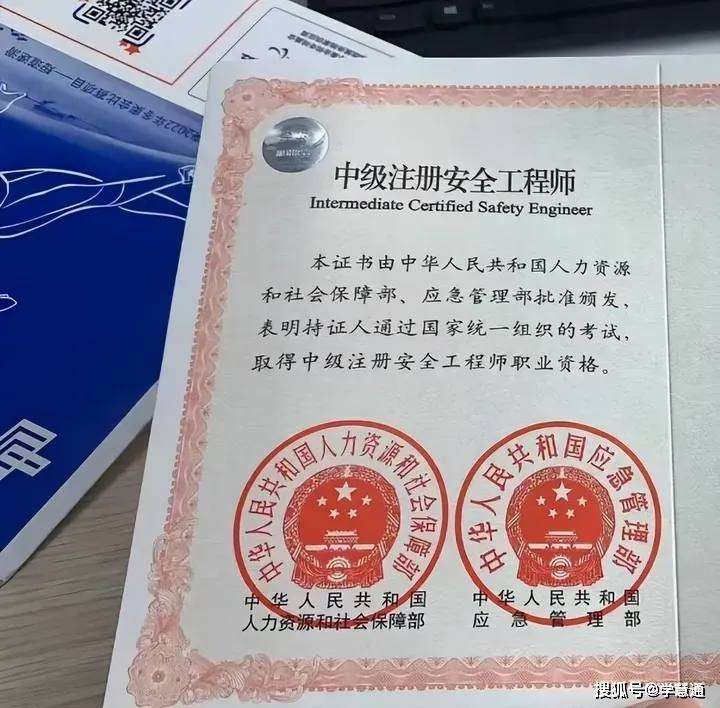 中级注册安全工程师
Intermediate Certified Safety Engineer
本证书由中华人民共和国人力资源
和社会保障部、应急管理部批准颁发，
表明持证人通过国家统一组织的考试，
取得中级注册安全工程师职业资格。
中华人民共和国人力资源和社会保障部
中华人民共和国应急管理部
中华人民共和国
人力资源和社会保障部
中华人民共和国
应急管理部
搜狐号@学慧通